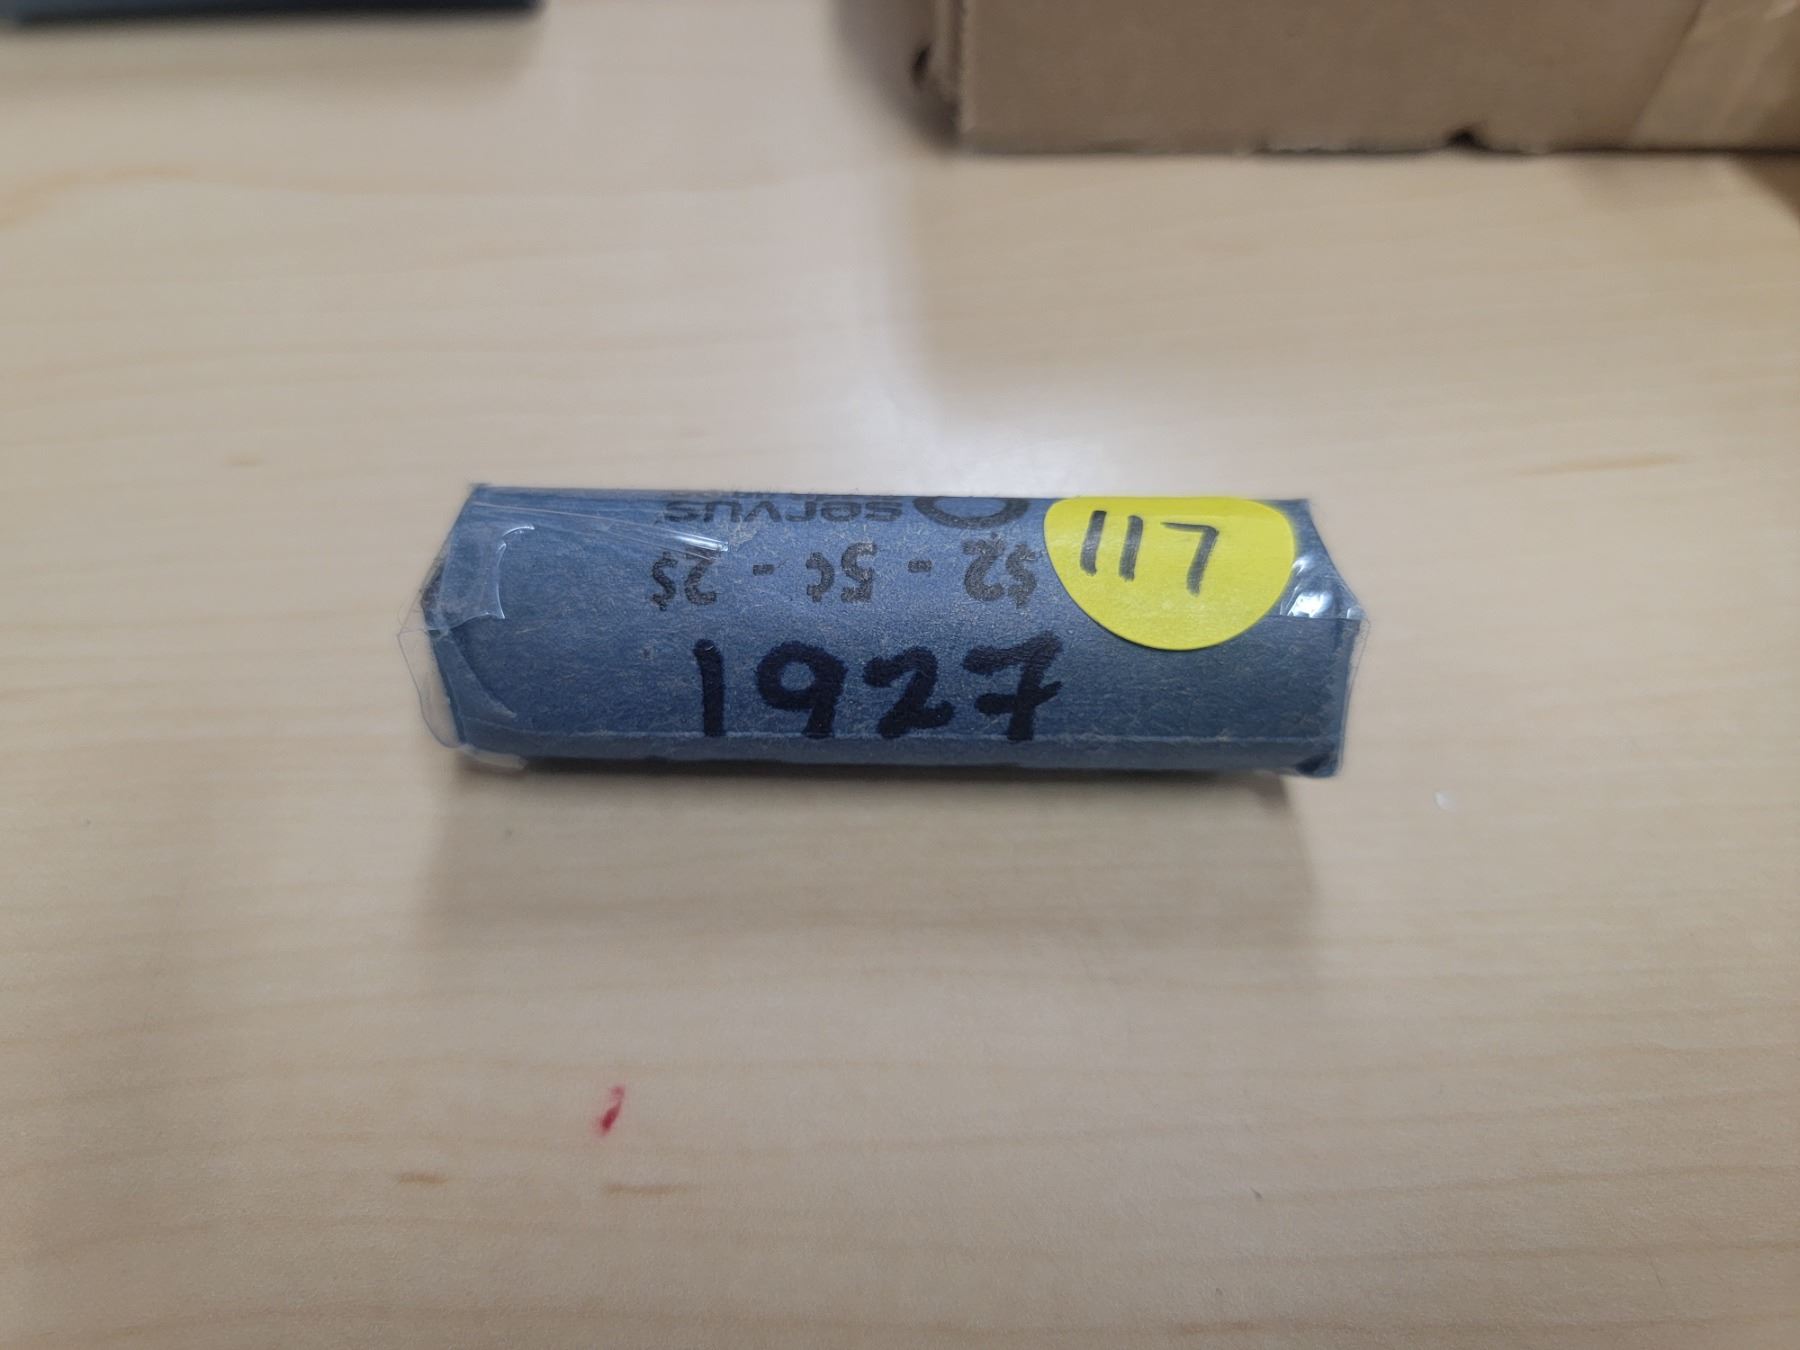 servus
$2 - 5¢ - 2$
117
1927